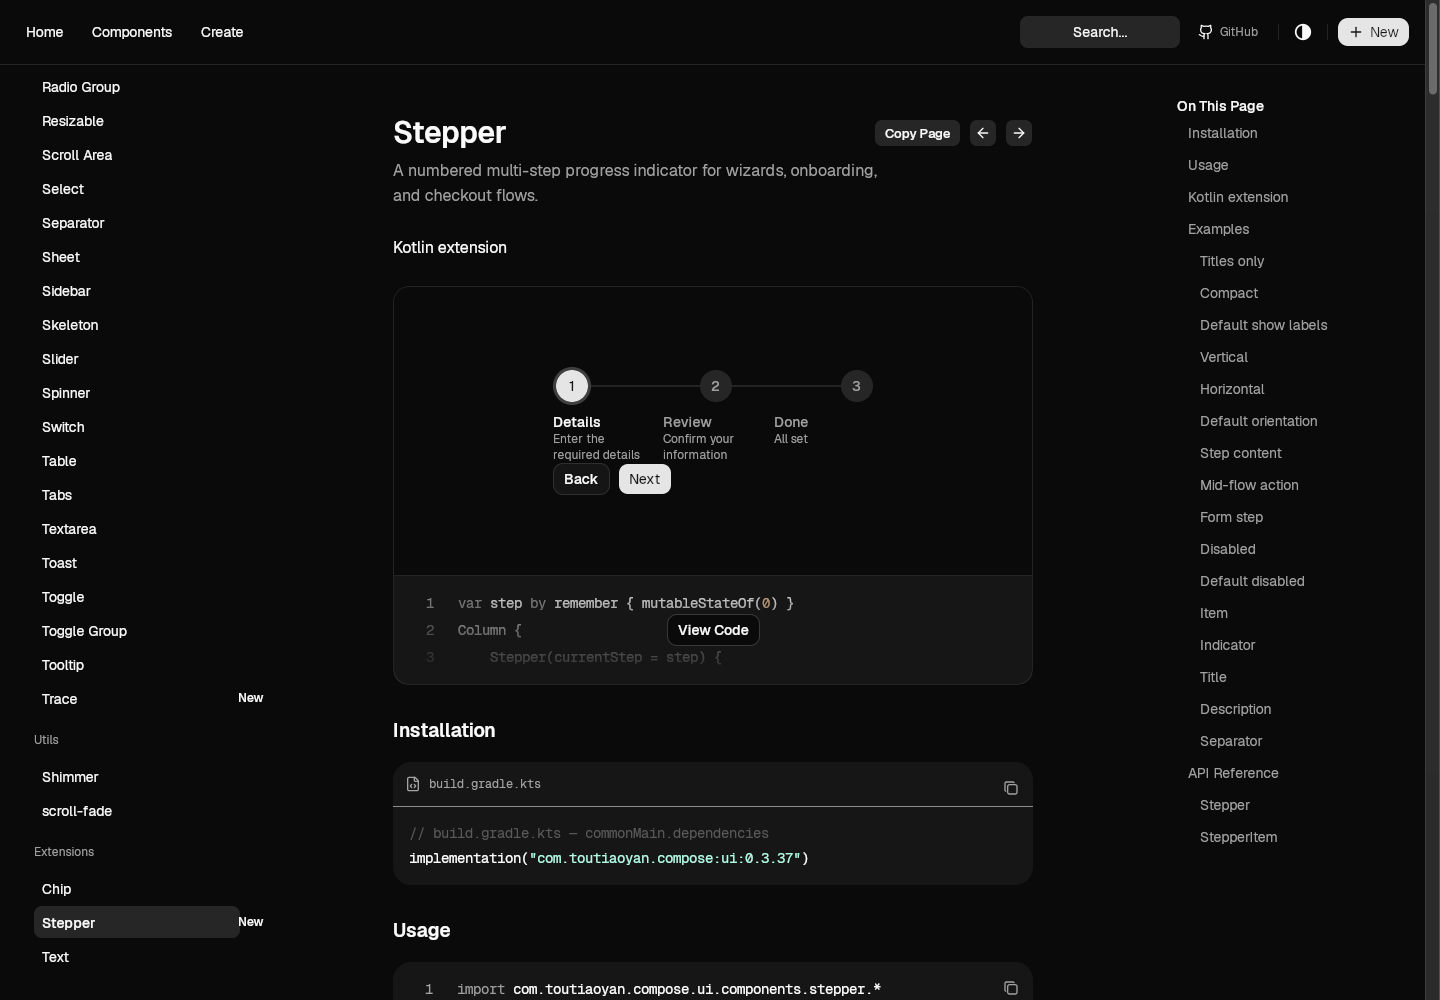 Home
Components
Create
Search...
GitHub
New
Radio Group
Resizable
Scroll Area
Select
Separator
Sheet
Sidebar
Skeleton
Slider
Spinner
Switch
Table
Tabs
Textarea
Toast
Toggle
Toggle Group
Tooltip
Trace New
Utils
Shimmer
scroll-fade
Extensions
Chip
Stepper New
Text
Stepper
Copy Page
A numbered multi-step progress indicator for wizards, onboarding,
and checkout flows.
Kotlin extension
1 2 3
Details Review Done
Enter the Confirm your All set
required details information
Back Next
1 var step by remember { mutableStateOf(0) }
2 Column {
View Code
3 Stepper(currentStep = step) {
Installation
build.gradle.kts
// build.gradle.kts — commonMain.dependencies
implementation("com.toutiaoyan.compose:ui:0.3.37")
Usage
1 import com.toutiaoyan.compose.ui.components.stepper.*
On This Page
Installation
Usage
Kotlin extension
Examples
Titles only
Compact
Default show labels
Vertical
Horizontal
Default orientation
Step content
Mid-flow action
Form step
Disabled
Default disabled
Item
Indicator
Title
Description
Separator
API Reference
Stepper
StepperItem